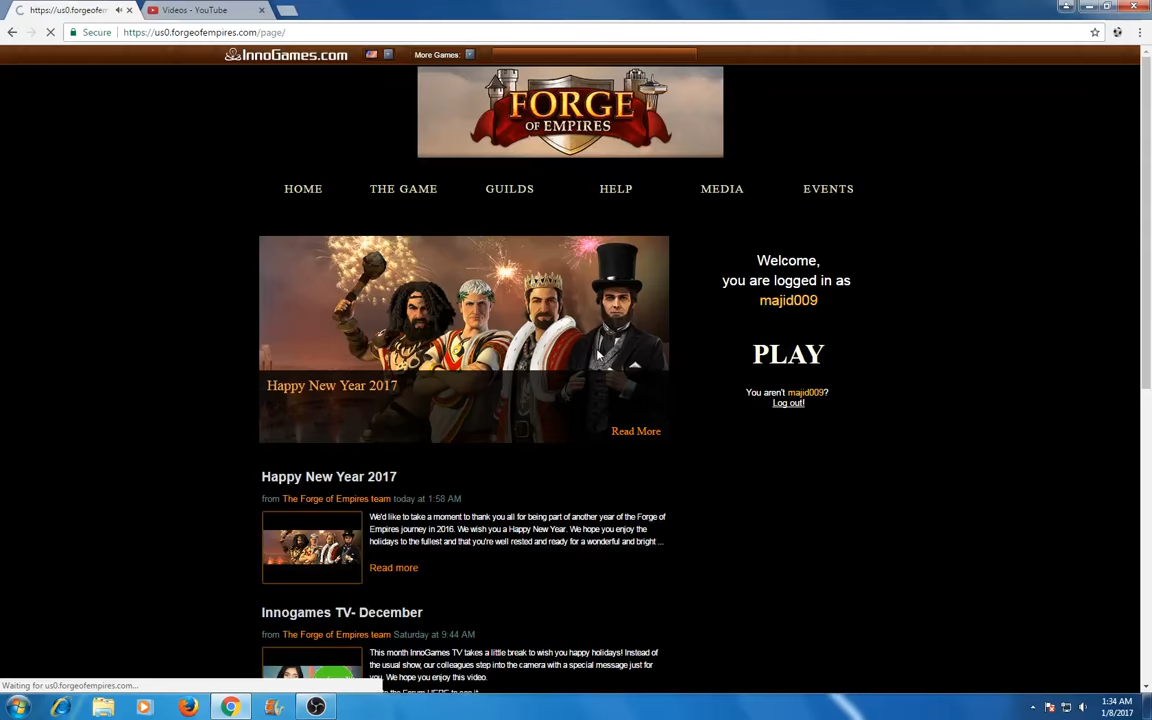 https://us0.forgeofem
Videos - YouTube
Secure
https://us0.forgeofempires.com/page/
InnoGames.com
More Games:
FORGE
OF EMPIRES
HOME
THE GAME
GUILDS
HELP
MEDIA
EVENTS
Welcome,
you are logged in as
majid009
PLAY
You aren't majid009?
Log out!
Happy New Year 2017
Read More
Happy New Year 2017
from The Forge of Empires team today at 1:58 AM
We'd like to take a moment to thank you all for being part of another year of the Forge of
Empires journey in 2016. We wish you a Happy New Year. We hope you enjoy the
holidays to the fullest and that you're well rested and ready for a wonderful and bright ...
Read more
Innogames TV- December
from The Forge of Empires team Saturday at 9:44 AM
This month InnoGames TV takes a little break to wish you happy holidays! Instead of
the usual show, our colleagues step into the camera with a special message just for
you. We hope you enjoy this video.
to the Forum HERE to see it
Waiting for us0.forgeofempires.com...
1:34 AM
1/8/2017